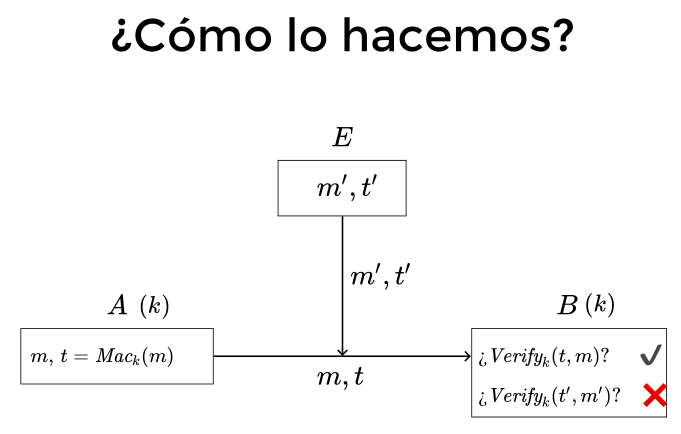 ¿Cómo lo hacemos?
E
m', t'
m', t'
A (k)
B (k)
m, t = Mac_k(m)
m, t
¿Verify_k(t, m)? ✔
¿Verify_k(t', m')? ❌